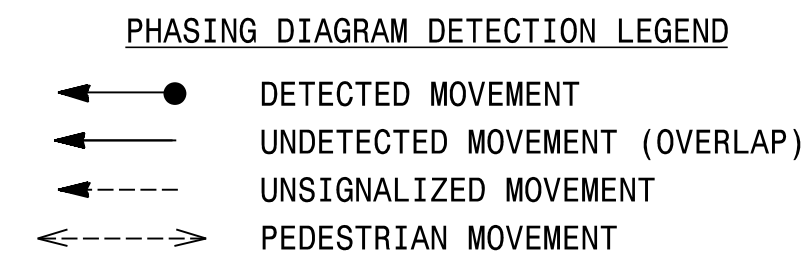 PHASING DIAGRAM DETECTION LEGEND
DETECTED MOVEMENT
UNDETECTED MOVEMENT (OVERLAP)
UNSIGNALIZED MOVEMENT
PEDESTRIAN MOVEMENT